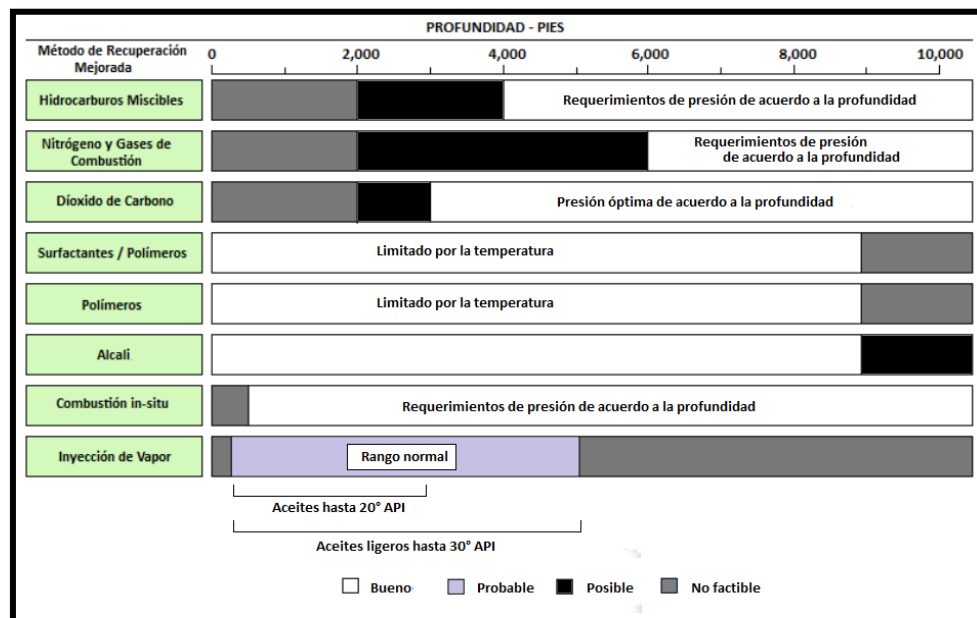 PROFUNDIDAD - PIES
Método de Recuperación
Mejorada
0 2,000 4,000 6,000 8,000 10,000
Hidrocarburos Miscibles
Requerimientos de presión de acuerdo a la profundidad
Nitrógeno y Gases de
Combustión
Requerimientos de presión
de acuerdo a la profundidad
Díoxido de Carbono
Presión óptima de acuerdo a la profundidad
Surfactantes / Polímeros
Limitado por la temperatura
Polímeros
Limitado por la temperatura
Alcali
Combustión in-situ
Requerimientos de presión de acuerdo a la profundidad
Inyección de Vapor
Rango normal
Aceites hasta 20° API
Aceites ligeros hasta 30° API
Bueno Probable Posible No factible